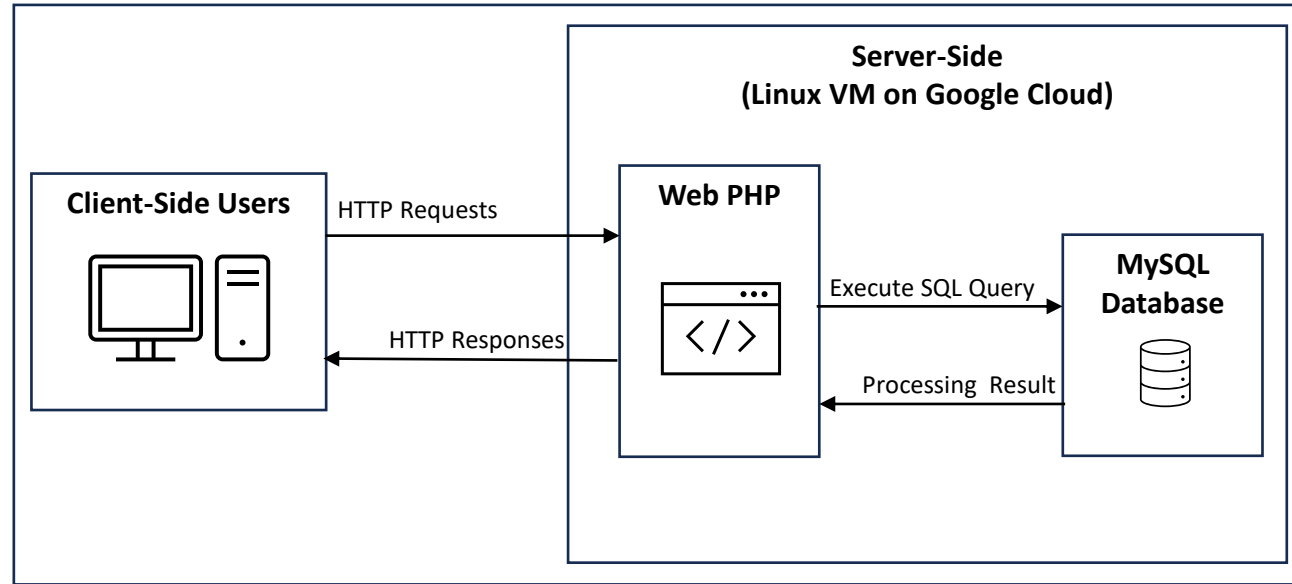 Server-Side
(Linux VM on Google Cloud)
Client-Side Users
HTTP Requests
HTTP Responses
Web PHP
</>
Execute SQL Query
Processing  Result
MySQL
Database